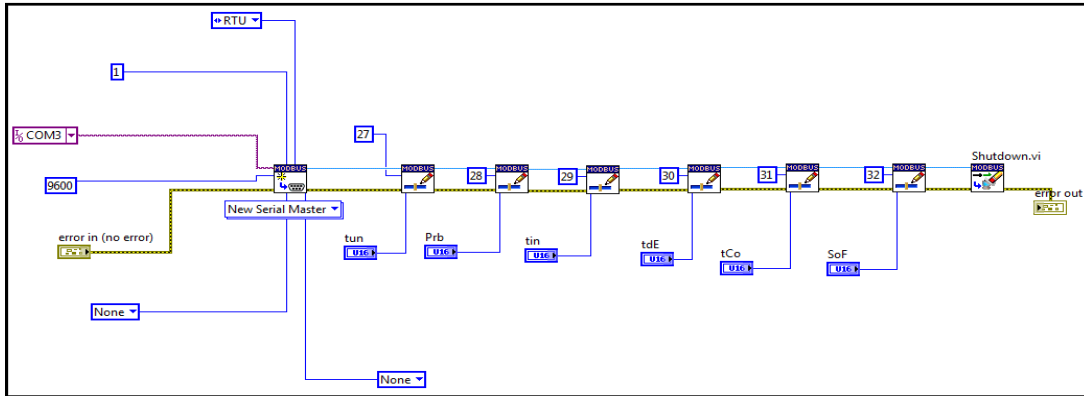 RTU
1
COM3
9600
MODBUS
New Serial Master
error in (no error)
None
None
27
MODBUS
tun
U16
28
MODBUS
Prb
U16
29
MODBUS
tin
U16
30
MODBUS
tdE
U16
31
MODBUS
tCo
U16
32
MODBUS
SoF
U16
Shutdown.vi
MODBUS
error out